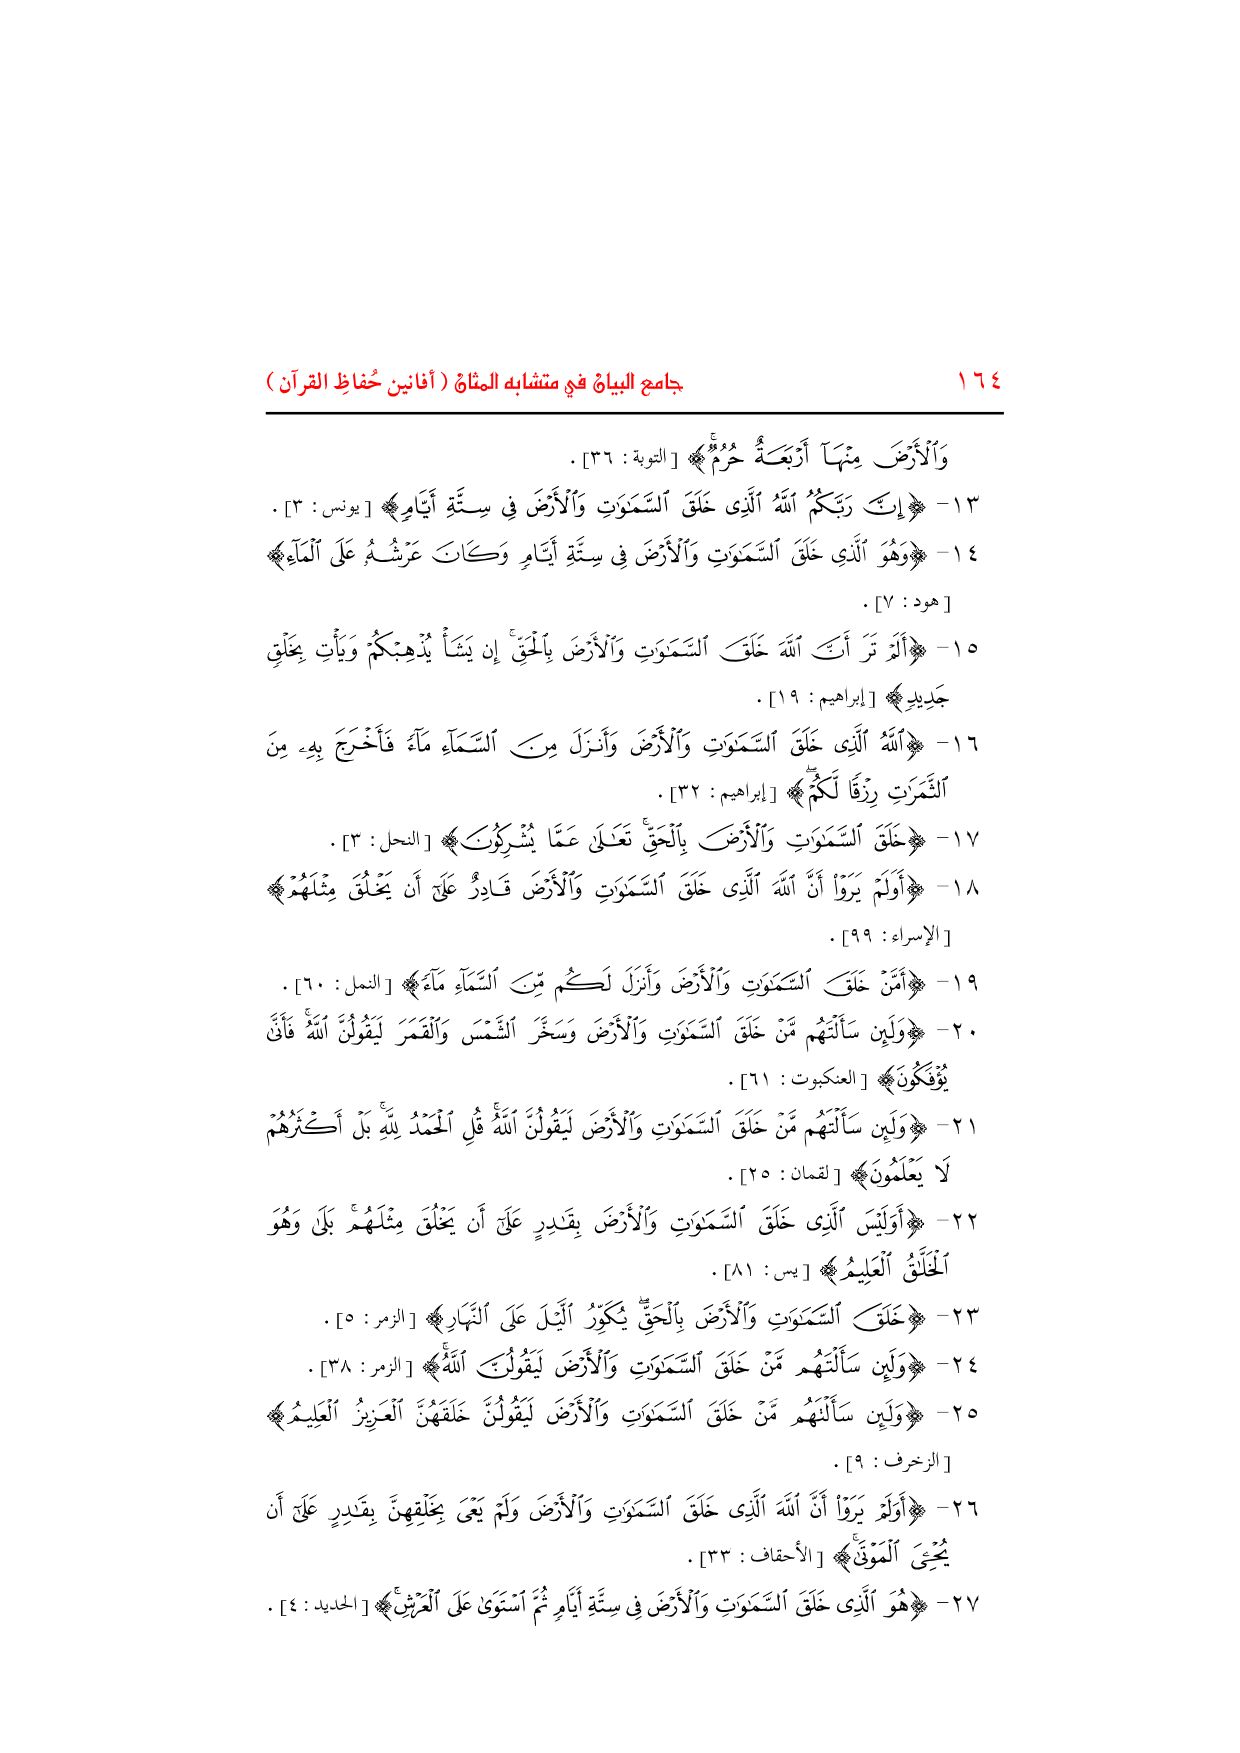 ١٦٤ جامع البيان في متشابه المثان ( أفانين حُفاظِ القرآن )
وَٱلۡأَرۡضَ مِنۡهَآ أَرۡبَعَةٌ حُرُمٞۚ﴾ [التوبة : ٣٦] .
١٣- ﴿إِنَّ رَبَّكُمُ ٱللَّهُ ٱلَّذِى خَلَقَ ٱلسَّمَٰوَٰتِ وَٱلۡأَرۡضَ فِى سِتَّةِ أَيَّامٖ﴾ [يونس : ٣] .
١٤- ﴿وَهُوَ ٱلَّذِى خَلَقَ ٱلسَّمَٰوَٰتِ وَٱلۡأَرۡضَ فِى سِتَّةِ أَيَّامٖ وَكَانَ عَرۡشُهُۥ عَلَى ٱلۡمَآءِ﴾
[هود : ٧] .
١٥- ﴿أَلَمۡ تَرَ أَنَّ ٱللَّهَ خَلَقَ ٱلسَّمَٰوَٰتِ وَٱلۡأَرۡضَ بِٱلۡحَقِّۚ إِن يَشَأۡ يُذۡهِبۡكُمۡ وَيَأۡتِ بِخَلۡقٖ
جَدِيدٖ﴾ [إبراهيم : ١٩] .
١٦- ﴿ٱللَّهُ ٱلَّذِى خَلَقَ ٱلسَّمَٰوَٰتِ وَٱلۡأَرۡضَ وَأَنزَلَ مِنَ ٱلسَّمَآءِ مَآءٗ فَأَخۡرَجَ بِهِۦ مِنَ
ٱلثَّمَرَٰتِ رِزۡقٗا لَّكُمۡۖ﴾ [إبراهيم : ٣٢] .
١٧- ﴿خَلَقَ ٱلسَّمَٰوَٰتِ وَٱلۡأَرۡضَ بِٱلۡحَقِّۚ تَعَٰلَىٰ عَمَّا يُشۡرِكُونَ﴾ [النحل : ٣] .
١٨- ﴿أَوَلَمۡ يَرَوۡاْ أَنَّ ٱللَّهَ ٱلَّذِى خَلَقَ ٱلسَّمَٰوَٰتِ وَٱلۡأَرۡضَ قَادِرٌ عَلَىٰٓ أَن يَخۡلُقَ مِثۡلَهُمۡ﴾
[الإسراء : ٩٩] .
١٩- ﴿أَمَّنۡ خَلَقَ ٱلسَّمَٰوَٰتِ وَٱلۡأَرۡضَ وَأَنزَلَ لَكُم مِّنَ ٱلسَّمَآءِ مَآءٗ﴾ [النمل : ٦٠] .
٢٠- ﴿وَلَئِن سَأَلۡتَهُم مَّنۡ خَلَقَ ٱلسَّمَٰوَٰتِ وَٱلۡأَرۡضَ وَسَخَّرَ ٱلشَّمۡسَ وَٱلۡقَمَرَ لَيَقُولُنَّ ٱللَّهُۖ فَأَنَّىٰ
يُؤۡفَكُونَ﴾ [العنكبوت : ٦١] .
٢١- ﴿وَلَئِن سَأَلۡتَهُم مَّنۡ خَلَقَ ٱلسَّمَٰوَٰتِ وَٱلۡأَرۡضَ لَيَقُولُنَّ ٱللَّهُۚ قُلِ ٱلۡحَمۡدُ لِلَّهِۚ بَلۡ أَكۡثَرُهُمۡ
لَا يَعۡلَمُونَ﴾ [لقمان : ٢٥] .
٢٢- ﴿أَوَلَيۡسَ ٱلَّذِى خَلَقَ ٱلسَّمَٰوَٰتِ وَٱلۡأَرۡضَ بِقَٰدِرٍ عَلَىٰٓ أَن يَخۡلُقَ مِثۡلَهُمۚ بَلَىٰ وَهُوَ
ٱلۡخَلَّٰقُ ٱلۡعَلِيمُ﴾ [يس : ٨١] .
٢٣- ﴿خَلَقَ ٱلسَّمَٰوَٰتِ وَٱلۡأَرۡضَ بِٱلۡحَقِّۖ يُكَوِّرُ ٱلَّيۡلَ عَلَى ٱلنَّهَارِ﴾ [الزمر : ٥] .
٢٤- ﴿وَلَئِن سَأَلۡتَهُم مَّنۡ خَلَقَ ٱلسَّمَٰوَٰتِ وَٱلۡأَرۡضَ لَيَقُولُنَّ ٱللَّهُۚ﴾ [الزمر : ٣٨] .
٢٥- ﴿وَلَئِن سَأَلۡتَهُم مَّنۡ خَلَقَ ٱلسَّمَٰوَٰتِ وَٱلۡأَرۡضَ لَيَقُولُنَّ خَلَقَهُنَّ ٱلۡعَزِيزُ ٱلۡعَلِيمُ﴾
[الزخرف : ٩] .
٢٦- ﴿أَوَلَمۡ يَرَوۡاْ أَنَّ ٱللَّهَ ٱلَّذِى خَلَقَ ٱلسَّمَٰوَٰتِ وَٱلۡأَرۡضَ وَلَمۡ يَعۡىَ بِخَلۡقِهِنَّ بِقَٰدِرٍ عَلَىٰٓ أَن
يُحۡـِۧىَ ٱلۡمَوۡتَىٰۚ﴾ [الأحقاف : ٣٣] .
٢٧- ﴿هُوَ ٱلَّذِى خَلَقَ ٱلسَّمَٰوَٰتِ وَٱلۡأَرۡضَ فِى سِتَّةِ أَيَّامٖ ثُمَّ ٱسۡتَوَىٰ عَلَى ٱلۡعَرۡشِۚ﴾ [الحديد : ٤] .